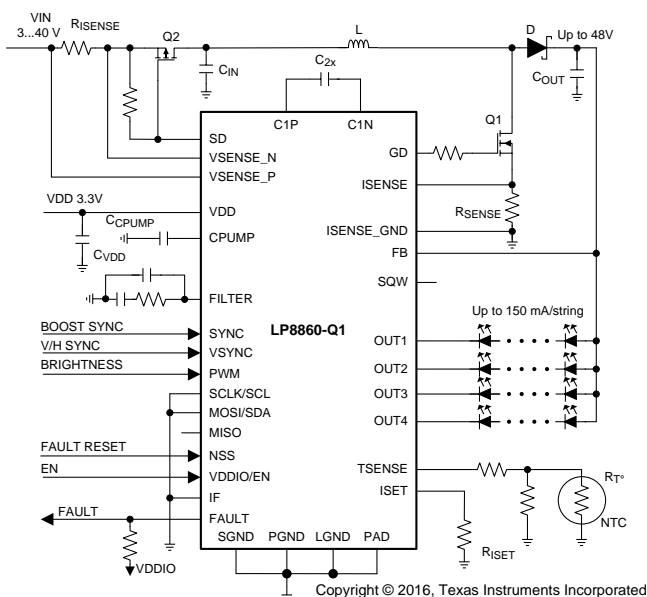 VIN
3...40 V
RISENSE
Q2
L
D
Up to 48V
CIN
C2x
COUT
C1P
C1N
Q1
SD
GD
VSENSE_N
VSENSE_P
ISENSE
VDD 3.3V
VDD
RSENSE
CCPUMP
CPUMP
ISENSE_GND
CVDD
FB
SQW
FILTER
LP8860-Q1
Up to 150 mA/string
BOOST SYNC
SYNC
OUT1
V/H SYNC
VSYNC
BRIGHTNESS
PWM
OUT2
SCLK/SCL
OUT3
MOSI/SDA
OUT4
MISO
FAULT RESET
NSS
EN
VDDIO/EN
TSENSE
IF
ISET
RT°
NTC
FAULT
FAULT
SGND
PGND
LGND
PAD
RISET
VDDIO
Copyright © 2016, Texas Instruments Incorporated